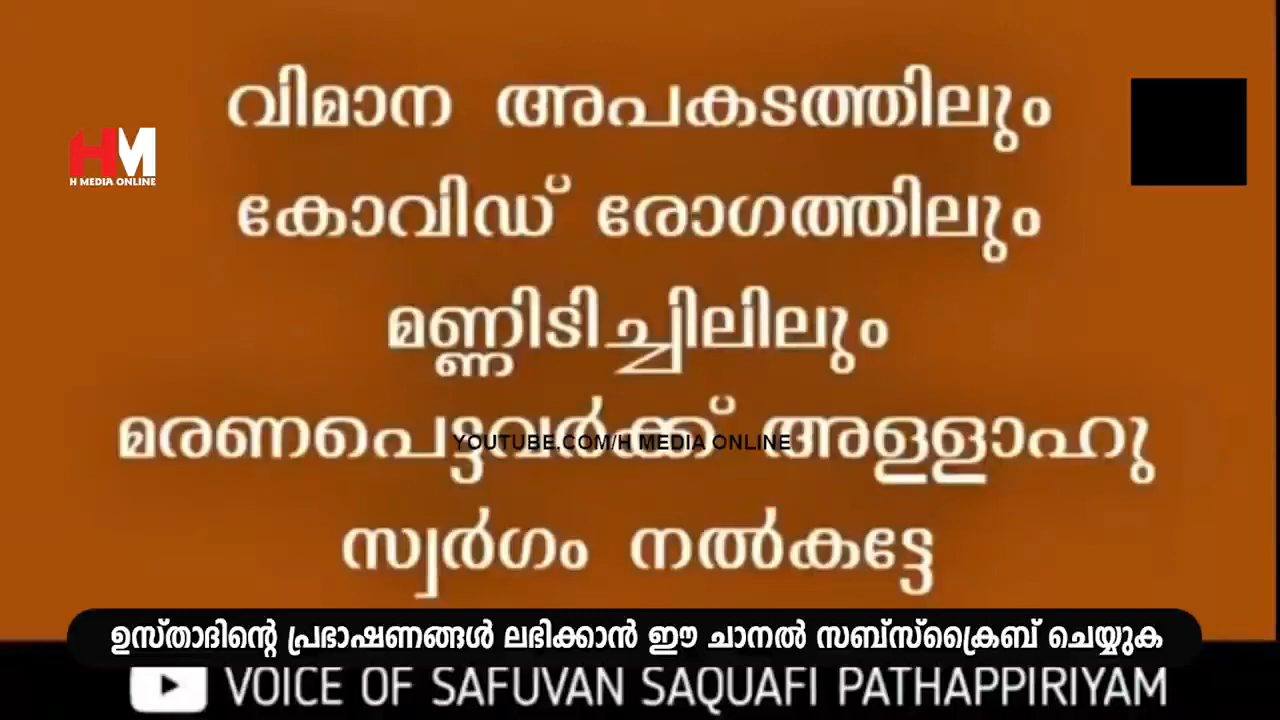 വിമാന അപകടത്തിലും
HM
H MEDIA ONLINE
കോവിഡ് രോഗത്തിലും
മണ്ണിടിച്ചിലിലും
മരണപെട്ടവർക്ക് അള്ളാഹു
YOUTUBE.COM/H MEDIA ONLINE
സ്വർഗം നൽകട്ടേ
ഉസ്താദിന്റെ പ്രഭാഷണങ്ങൾ ലഭിക്കാൻ ഈ ചാനൽ സബ്സ്ക്രൈബ് ചെയ്യുക
VOICE OF SAFUVAN SAQUAFI PATHAPPIRIYAM